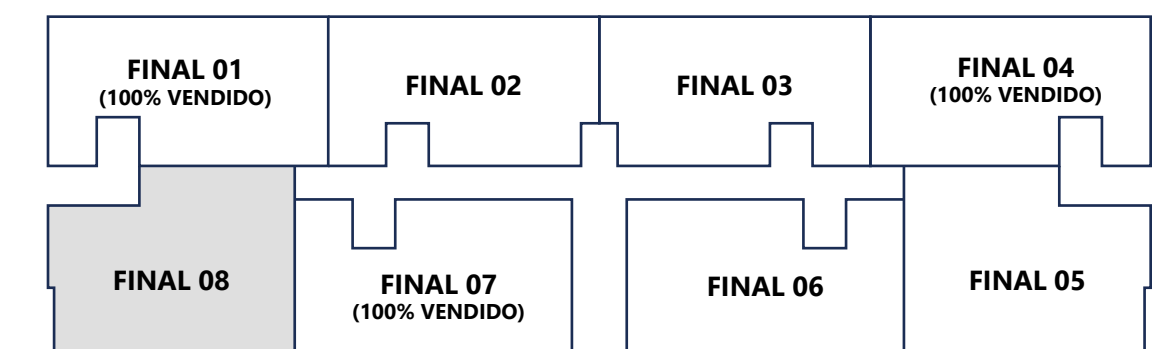 FINAL 01
(100% VENDIDO)
FINAL 02
FINAL 03
FINAL 04
(100% VENDIDO)
FINAL 08
FINAL 07
(100% VENDIDO)
FINAL 06
FINAL 05